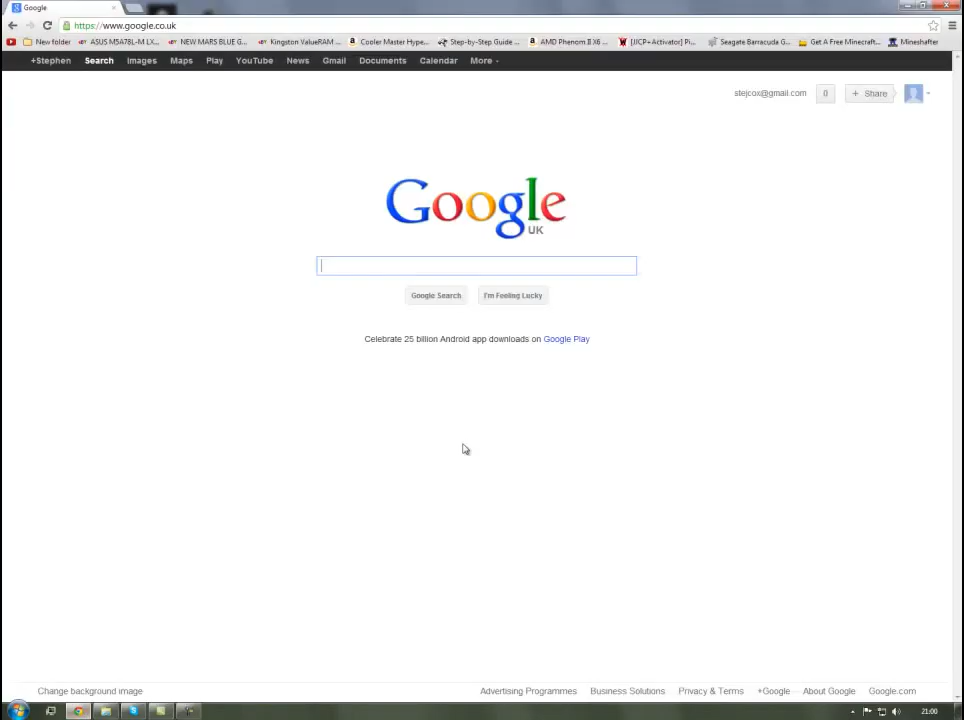 Google
https://www.google.co.uk
New folder ASUS M5A78L-M LX... NEW MARS BLUE G... Kingston ValueRAM ... Cooler Master Hype... Step-by-Step Guide ... AMD Phenom II X6 ... [JJCP+Activator] Pi... Seagate Barracuda G... Get A Free Minecraft... Mineshafter
+Stephen Search Images Maps Play YouTube News Gmail Documents Calendar More
stejcox@gmail.com 0 + Share
Google
UK
Google Search I'm Feeling Lucky
Celebrate 25 billion Android app downloads on Google Play
Change background image Advertising Programmes Business Solutions Privacy & Terms +Google About Google Google.com
21:00